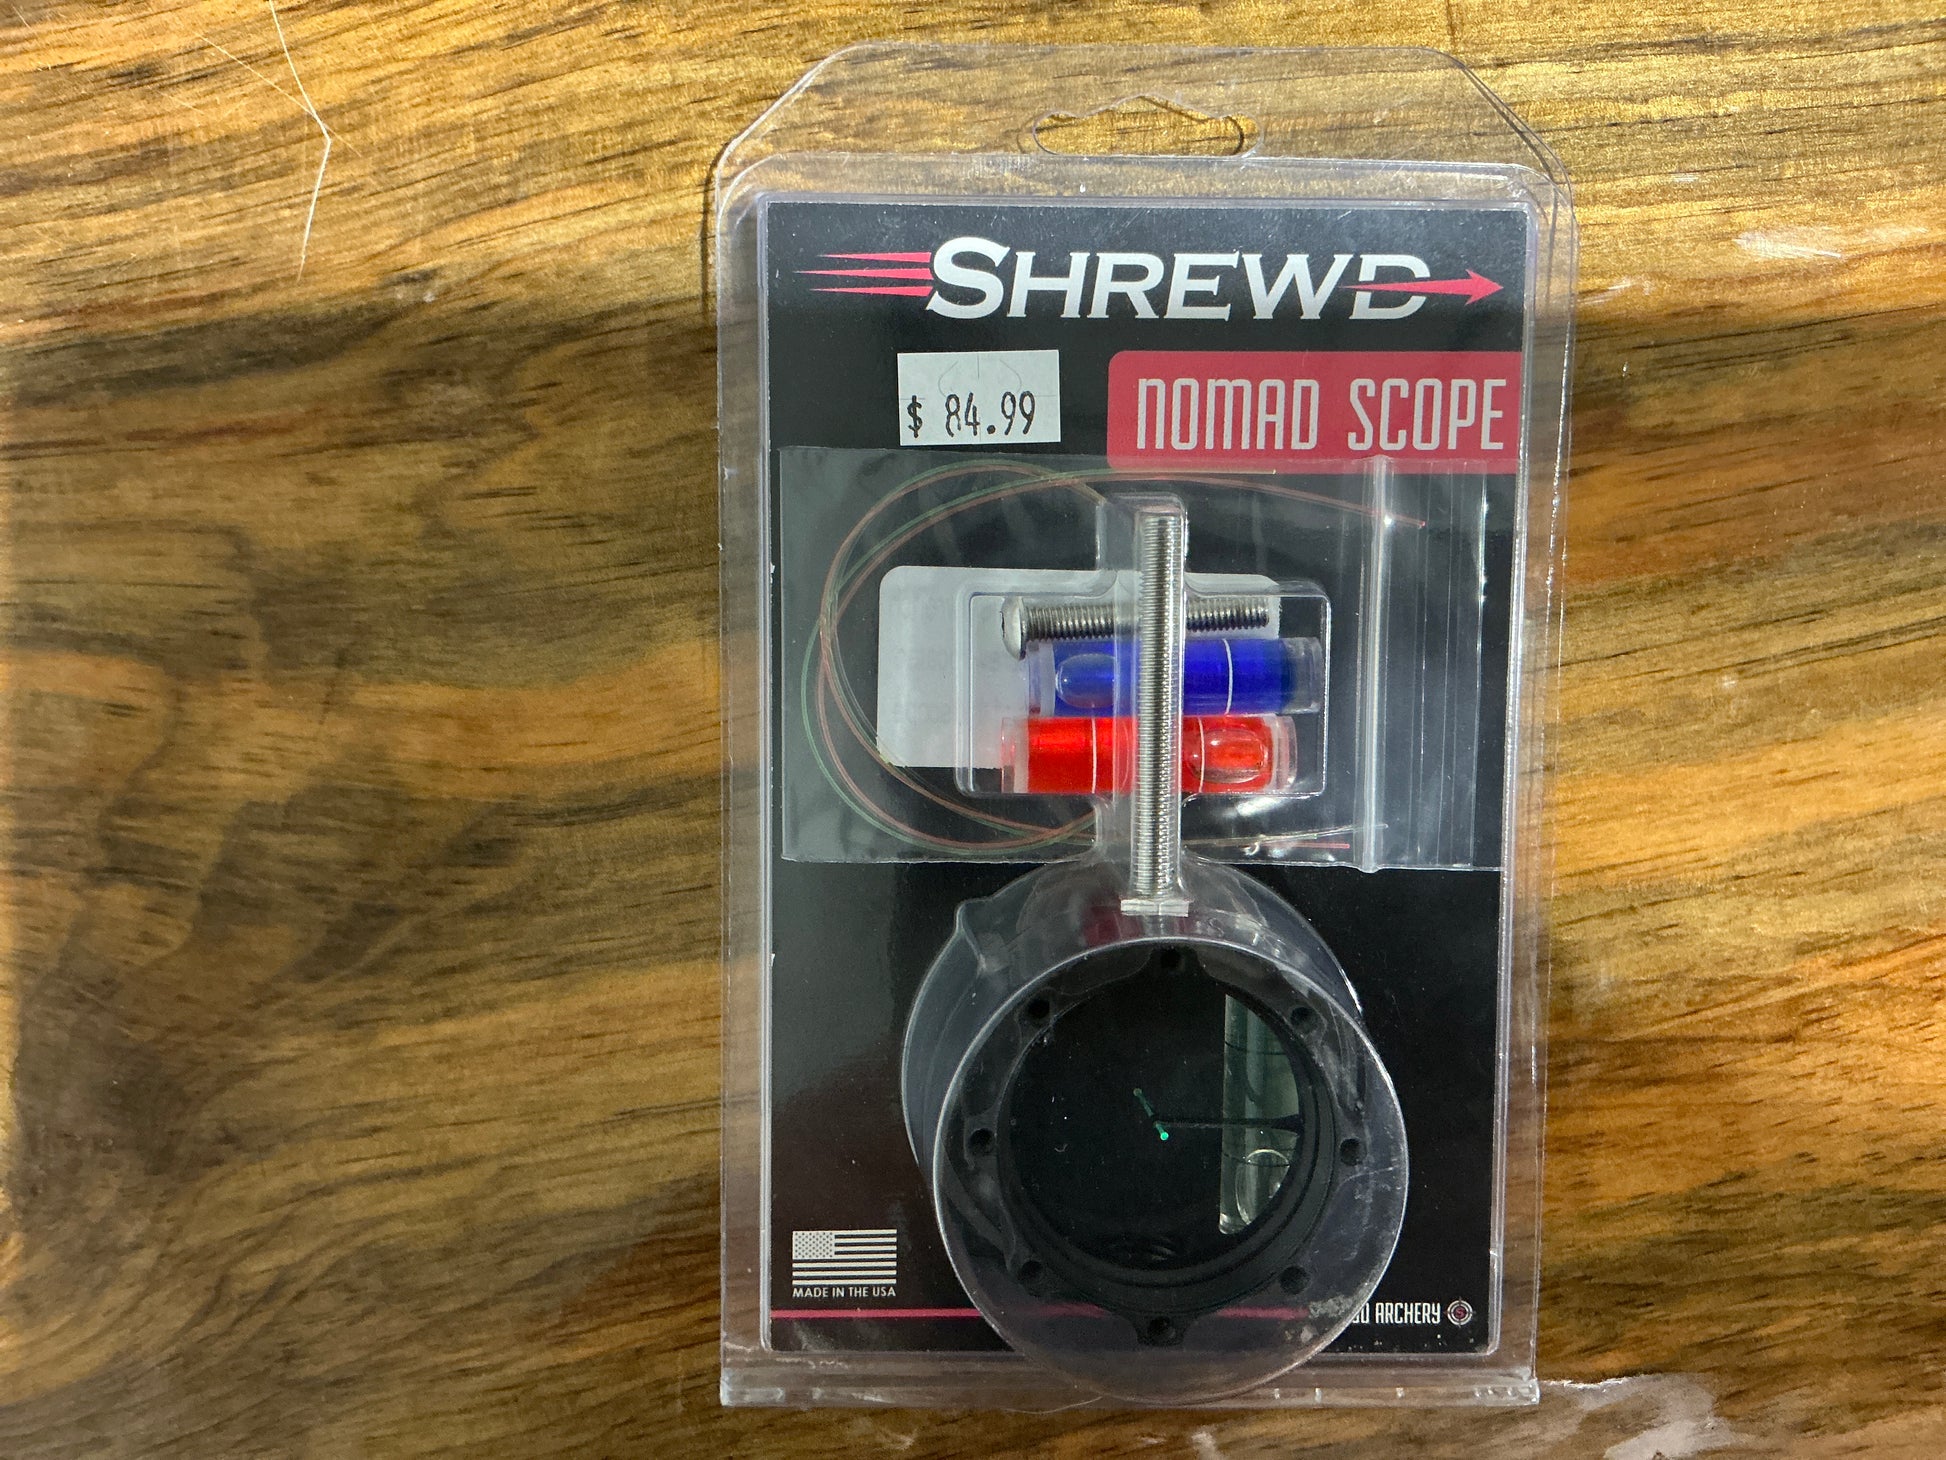 SHREWD
$ 84.99
NOMAD SCOPE
MADE IN THE USA
ARCHERY